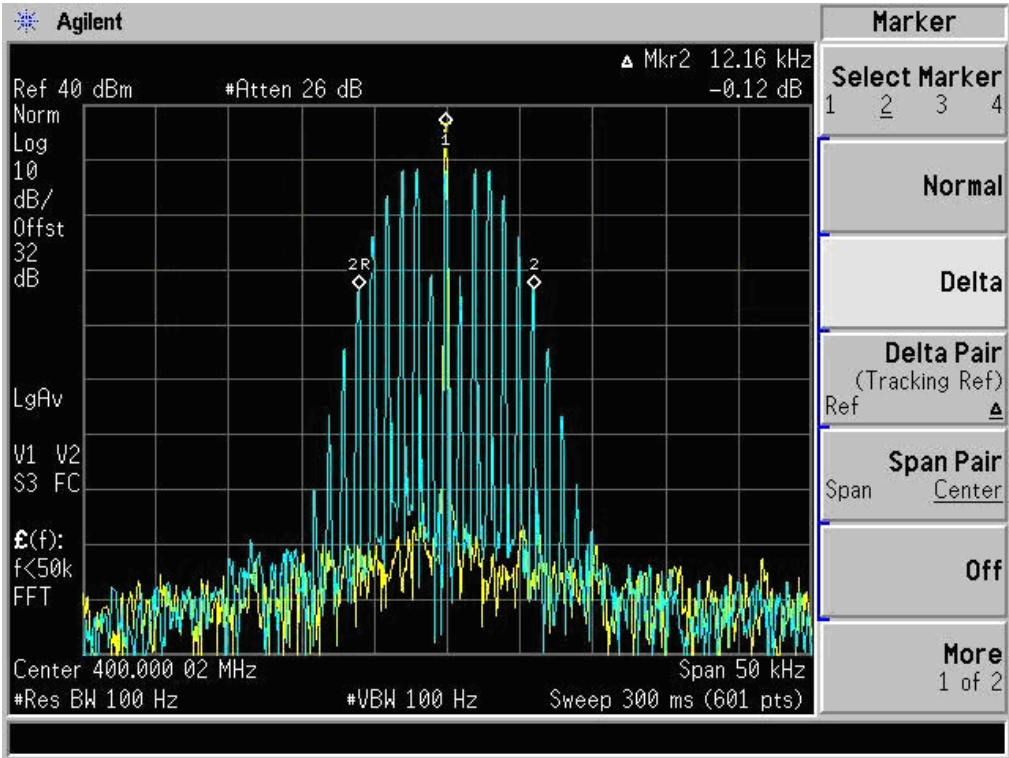 Agilent
Δ Mkr2 12.16 kHz
Ref 40 dBm #Atten 26 dB -0.12 dB
Norm
Log
10
dB/
Offst
32
dB
LgAv
V1 V2
S3 FC
£(f):
f<50k
FFT
1
2R
2
Center 400.000 02 MHz Span 50 kHz
#Res BW 100 Hz #VBW 100 Hz Sweep 300 ms (601 pts)
Marker
Select Marker
1 2 3 4
Normal
Delta
Delta Pair
(Tracking Ref)
Ref Δ
Span Pair
Span Center
Off
More
1 of 2